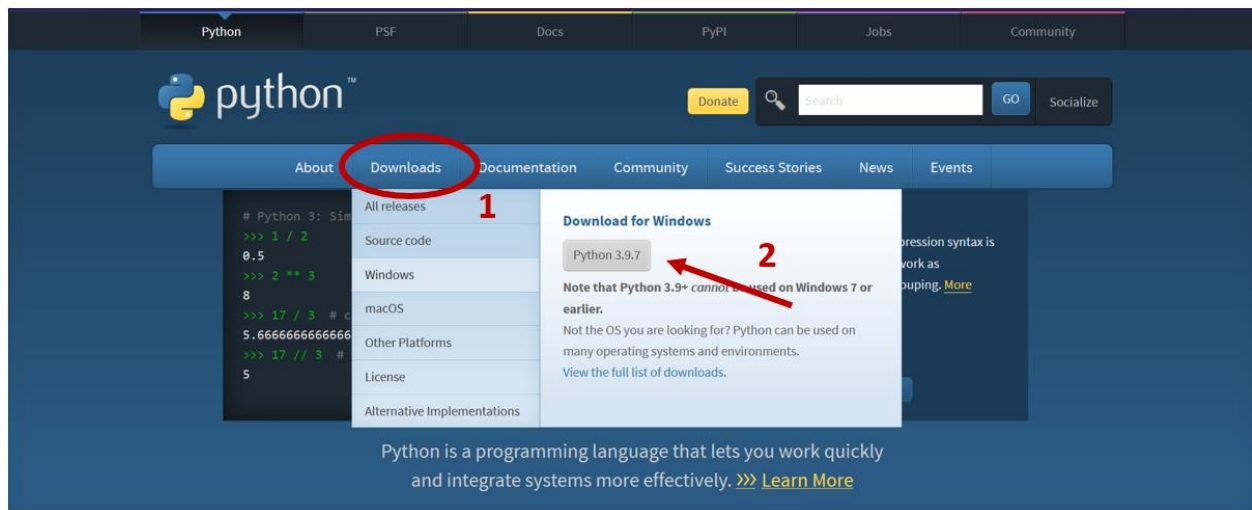 Python PSF Docs PyPI Jobs Community
python™
Donate Search GO Socialize
About Downloads Documentation Community Success Stories News Events
1
All releases
Source code
Windows
macOS
Other Platforms
License
Alternative Implementations
Download for Windows
Python 3.9.7
2
Note that Python 3.9+ cannot be used on Windows 7 or
earlier.
Not the OS you are looking for? Python can be used on
many operating systems and environments.
View the full list of downloads.
# Python 3: Sim
>>> 1 / 2
0.5
>>> 2 ** 3
8
>>> 17 / 3 # c
5.6666666666666
>>> 17 // 3 #
5
pression syntax is
work as
ouping. More
Python is a programming language that lets you work quickly
and integrate systems more effectively. >>> Learn More